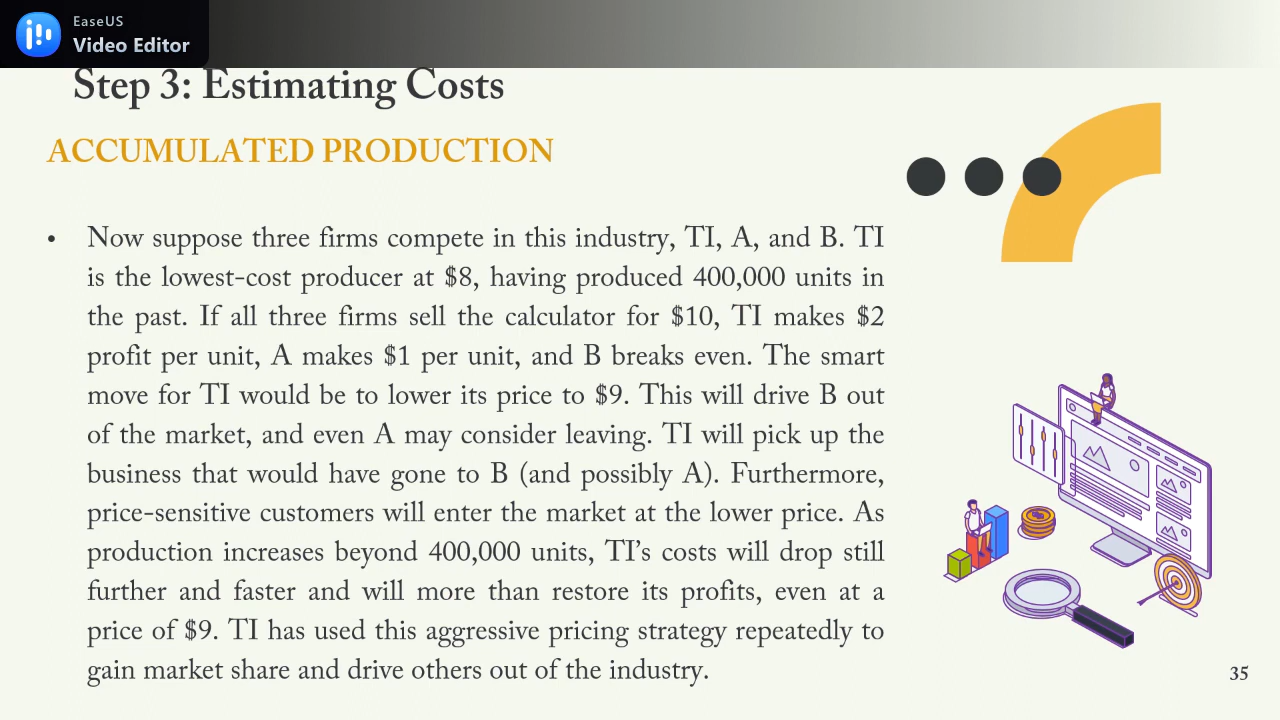 EaseUS
Video Editor
Step 3: Estimating Costs
ACCUMULATED PRODUCTION
• Now suppose three firms compete in this industry, TI, A, and B. TI
is the lowest-cost producer at $8, having produced 400,000 units in
the past. If all three firms sell the calculator for $10, TI makes $2
profit per unit, A makes $1 per unit, and B breaks even. The smart
move for TI would be to lower its price to $9. This will drive B out
of the market, and even A may consider leaving. TI will pick up the
business that would have gone to B (and possibly A). Furthermore,
price-sensitive customers will enter the market at the lower price. As
production increases beyond 400,000 units, TI’s costs will drop still
further and faster and will more than restore its profits, even at a
price of $9. TI has used this aggressive pricing strategy repeatedly to
gain market share and drive others out of the industry.
35